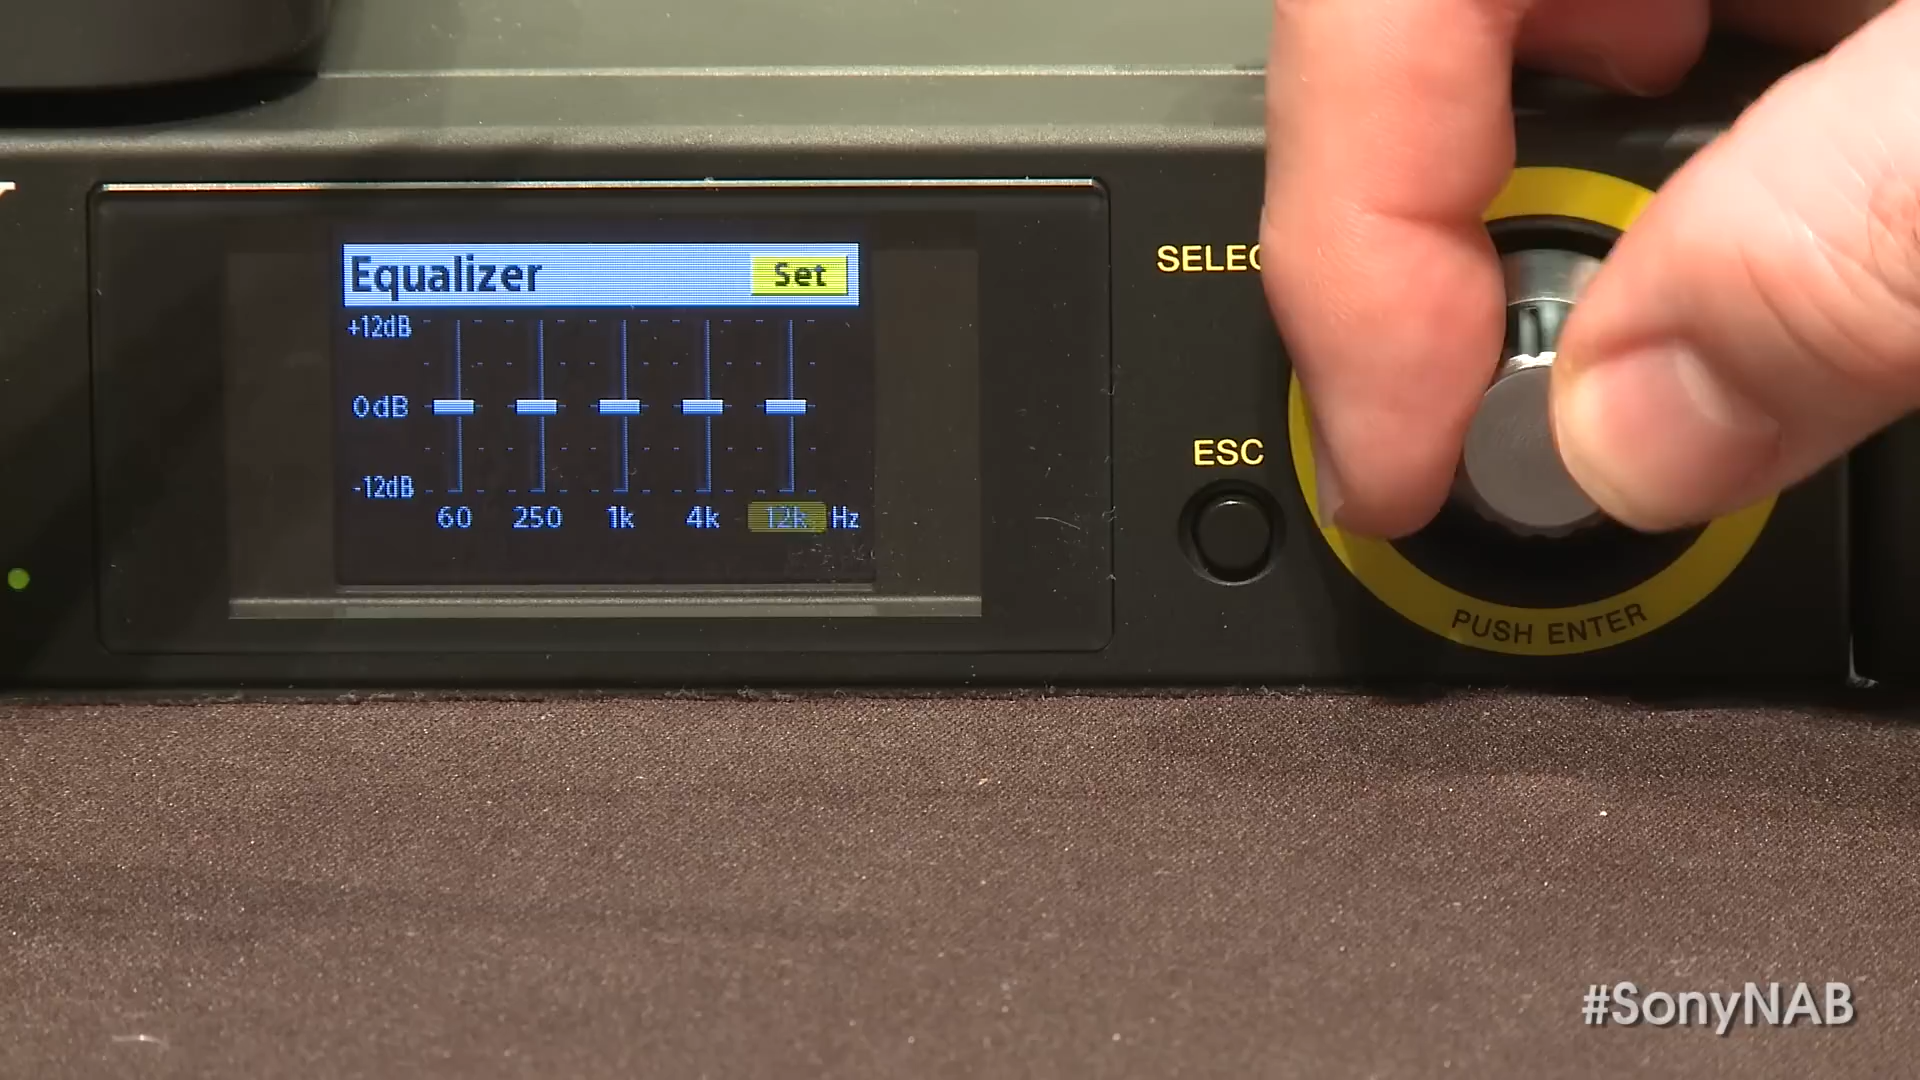 Equalizer Set
+12dB
0dB
-12dB
60 250 1k 4k 12k Hz
SELEC
ESC
PUSH ENTER
#SonyNAB